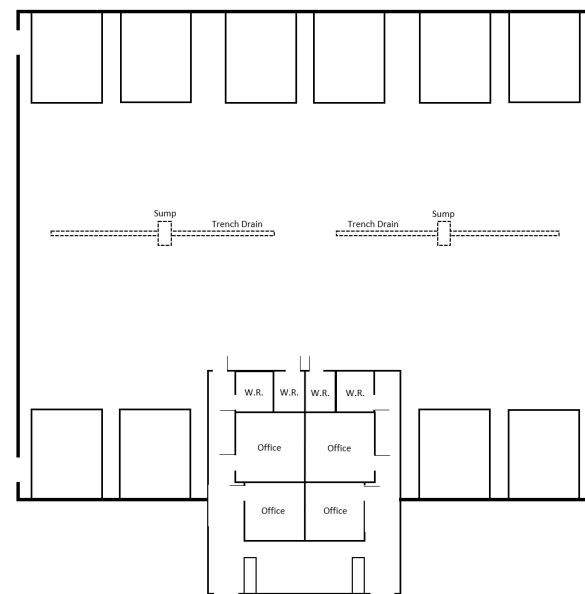 Sump
Trench Drain
Trench Drain
Sump
W.R.
W.R.
W.R.
W.R.
Office
Office
Office
Office